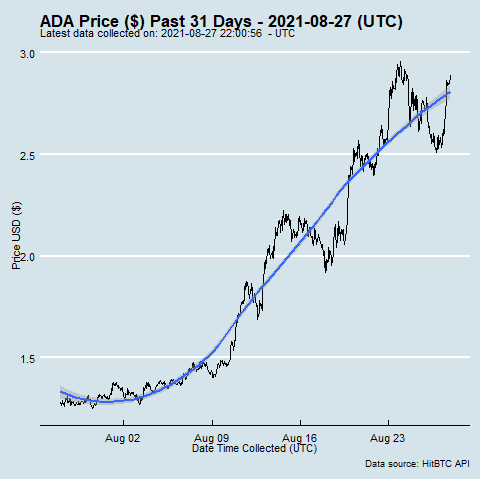 ADA Price ($) Past 31 Days - 2021-08-27 (UTC)
Latest data collected on: 2021-08-27 22:00:56  - UTC
3.0
2.5
2.0
1.5
Price USD ($)
Aug 02 Aug 09 Aug 16 Aug 23
Date Time Collected (UTC)
Data source: HitBTC API